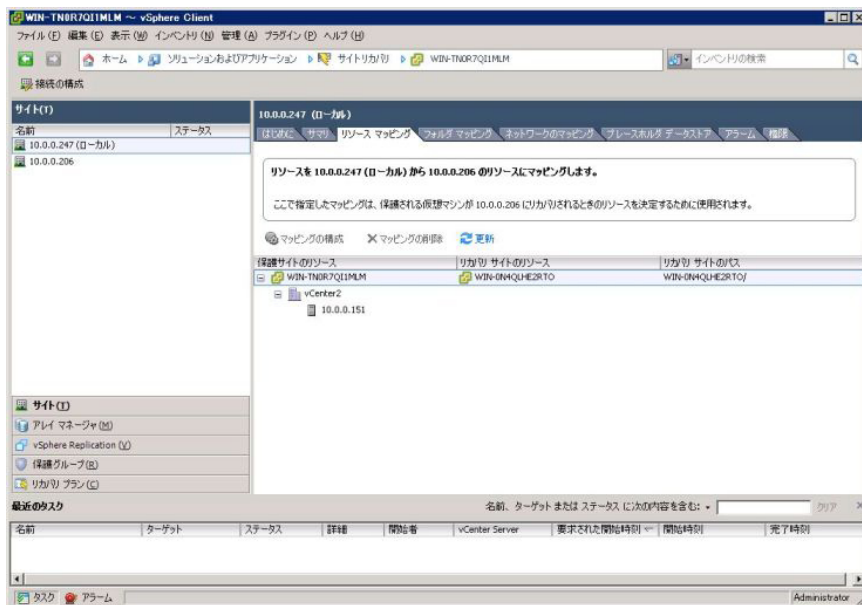 WIN-TN0R7QI1MLM ～ vSphere Client
ファイル(F) 編集(E) 表示(W) インベントリ(N) 管理(A) プラグイン(P) ヘルプ(H)
ホーム ソリューションおよびアプリケーション サイトリカバリ WIN-TN0R7QI1MLM インベントリの検索
接続の構成
サイト(T)
名前 ステータス
10.0.0.247 (ローカル)
10.0.0.206
10.0.0.247 (ローカル)
はじめに サマリ リソース マッピング フォルダ マッピング ネットワークのマッピング プレースホルダ データストア アラーム 権限
リソースを 10.0.0.247 (ローカル) から 10.0.0.206 のリソースにマッピングします。
ここで指定したマッピングは、保護される仮想マシンが 10.0.0.206 にリカバリされるときのリソースを決定するために使用されます。
マッピングの構成 マッピングの削除 更新
保護サイトのリソース リカバリ サイトのリソース リカバリ サイトのパス
WIN-TN0R7QI1MLM WIN-0N4QLHE2RTO WIN-0N4QLHE2RTO/
vCenter2
10.0.0.151
サイト(I)
アレイ マネージャ(M)
vSphere Replication (V)
保護グループ(R)
リカバリ プラン(C)
最近のタスク 名前、ターゲット または ステータス に次の内容を含む: クリア
名前 ターゲット ステータス 詳細 開始者 vCenter Server 要求された開始時刻 開始時刻 完了時刻
タスク アラーム Administrator